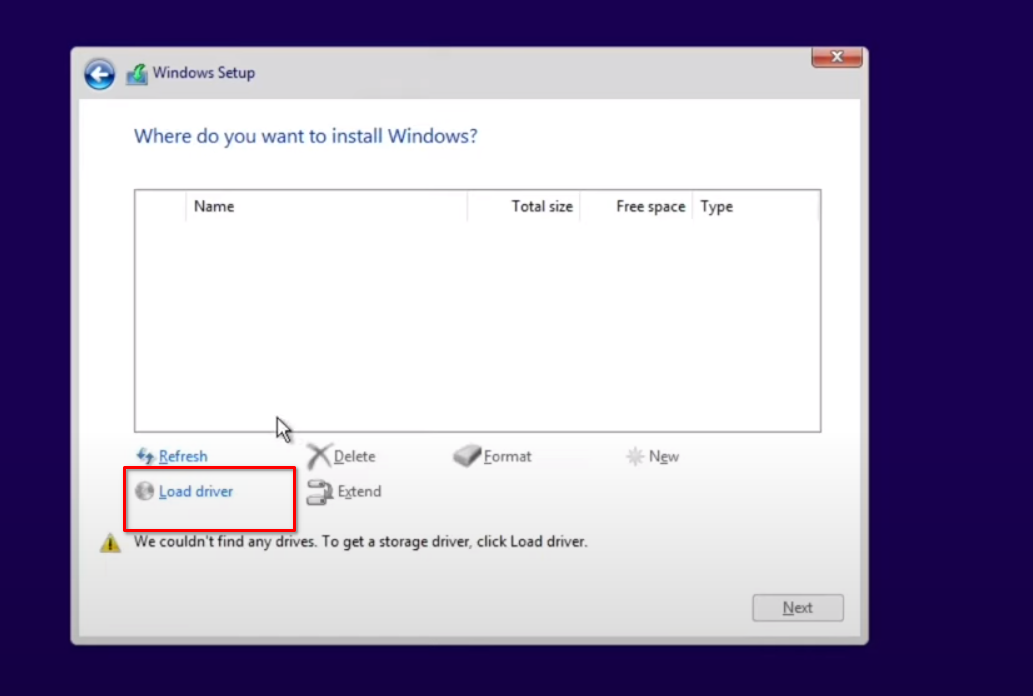 Windows Setup
Where do you want to install Windows?
Name Total size Free space Type
Refresh Delete Format New
Load driver Extend
We couldn't find any drives. To get a storage driver, click Load driver.
Next